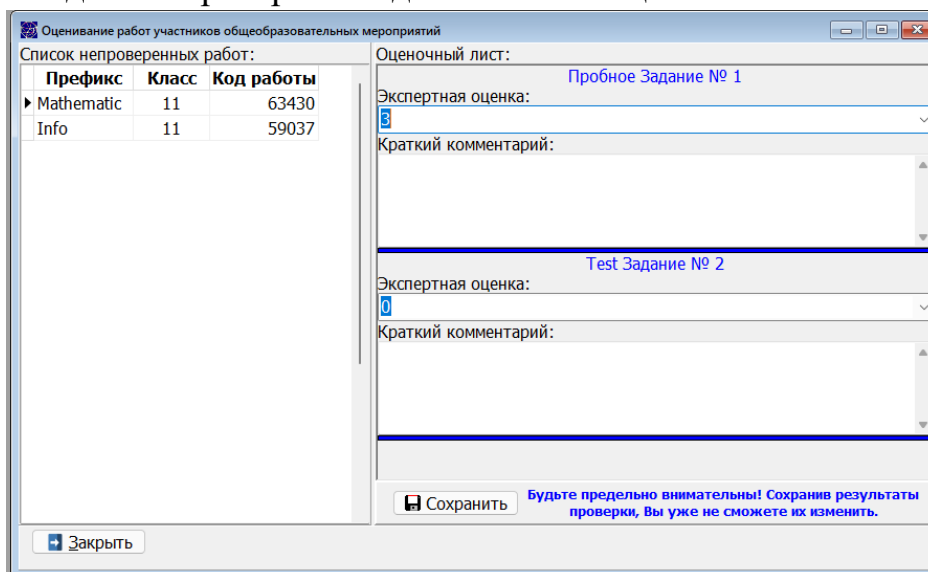 Оценивание работ участников общеобразовательных мероприятий
Список непроверенных работ:
Префикс Класс Код работы
Mathematic 11 63430
Info 11 59037
Оценочный лист:
Пробное Задание № 1
Экспертная оценка:
3
Краткий комментарий:
Test Задание № 2
Экспертная оценка:
0
Краткий комментарий:
Сохранить
Будьте предельно внимательны! Сохранив результаты
проверки, Вы уже не сможете их изменить.
Закрыть